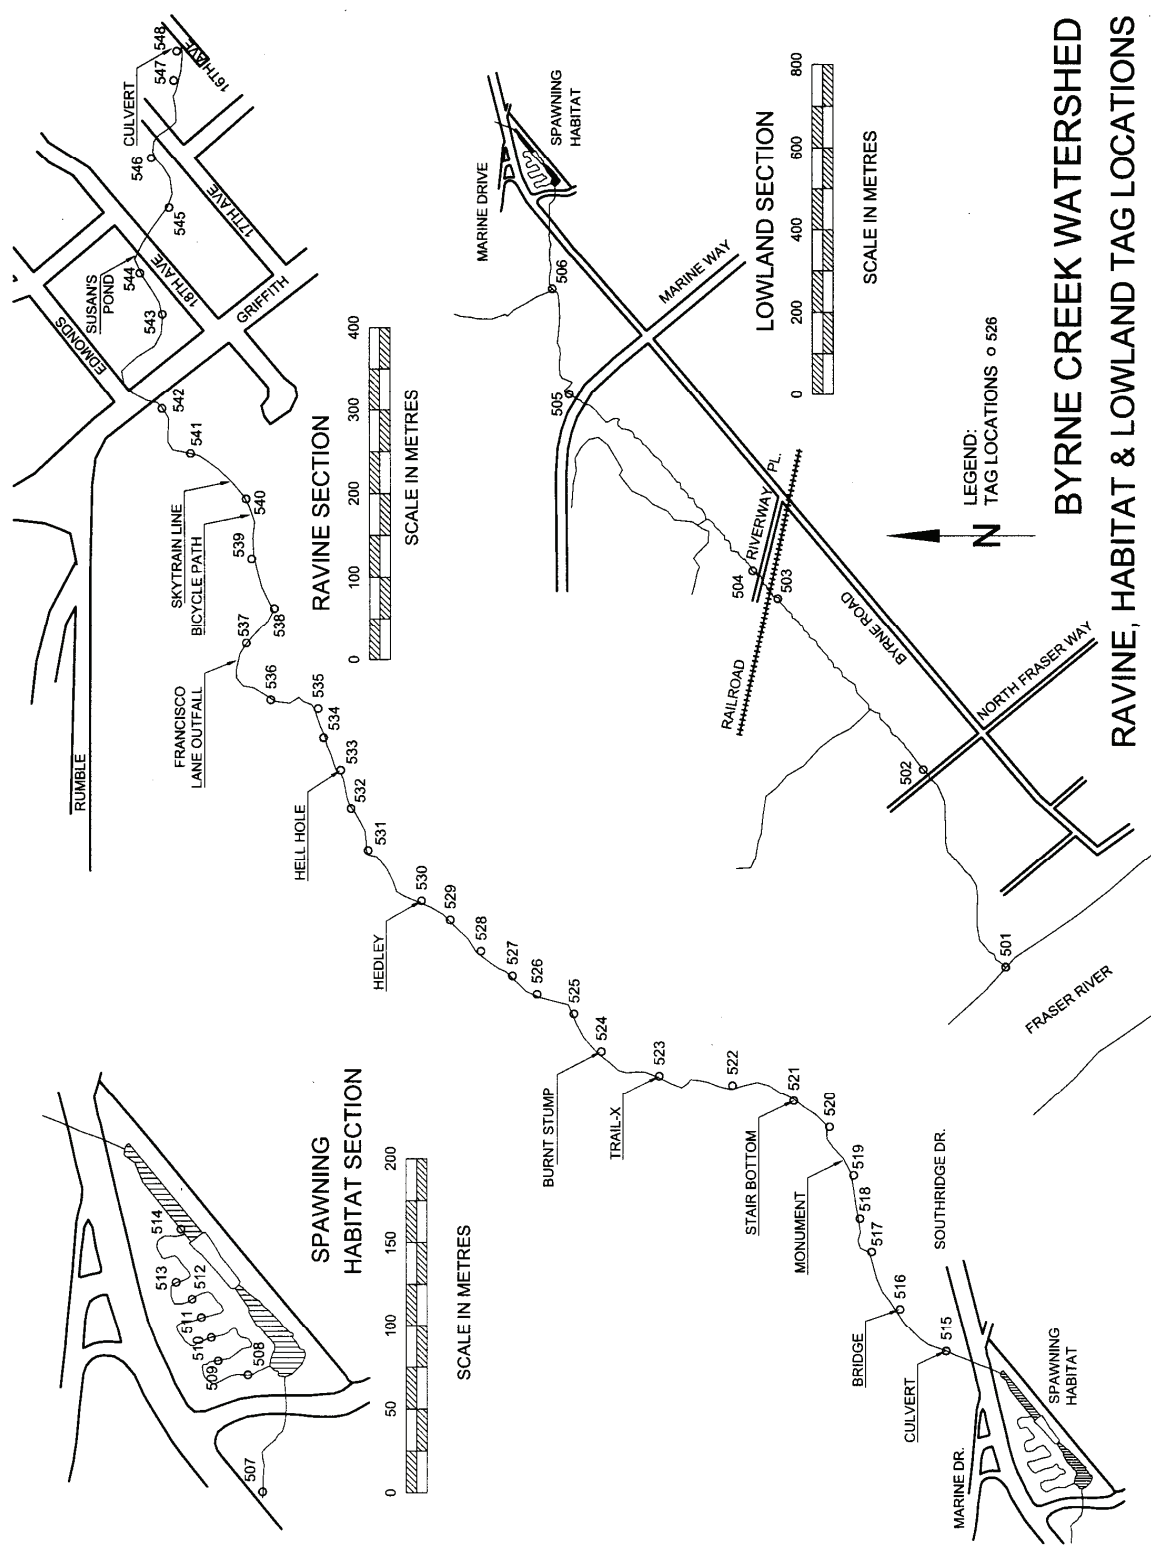 BYRNE CREEK WATERSHED
RAVINE, HABITAT & LOWLAND TAG LOCATIONS
LEGEND:
TAG LOCATIONS o 526
N
SPAWNING
HABITAT SECTION
0 50 100 150 200
SCALE IN METRES
507
508
509
510
511
512
513
514
RAVINE SECTION
0 100 200 300 400
SCALE IN METRES
RUMBLE
EDMONDS
GRIFFITH
18TH AVE
17TH AVE
16TH AVE
CULVERT
SUSAN'S
POND
SKYTRAIN LINE
BICYCLE PATH
FRANCISCO
LANE OUTFALL
HELL HOLE
HEDLEY
BURNT STUMP
TRAIL-X
STAIR BOTTOM
MONUMENT
BRIDGE
CULVERT
MARINE DR.
SOUTHRIDGE DR.
SPAWNING
HABITAT
515
516
517
518
519
520
521
522
523
524
525
526
527
528
529
530
531
532
533
534
535
536
537
538
539
540
541
542
543
544
545
546
547
548
LOWLAND SECTION
0 200 400 600 800
SCALE IN METRES
MARINE DRIVE
SPAWNING
HABITAT
MARINE WAY
RIVERWAY PL.
RAILROAD
BYRNE ROAD
NORTH FRASER WAY
FRASER RIVER
501
502
503
504
505
506